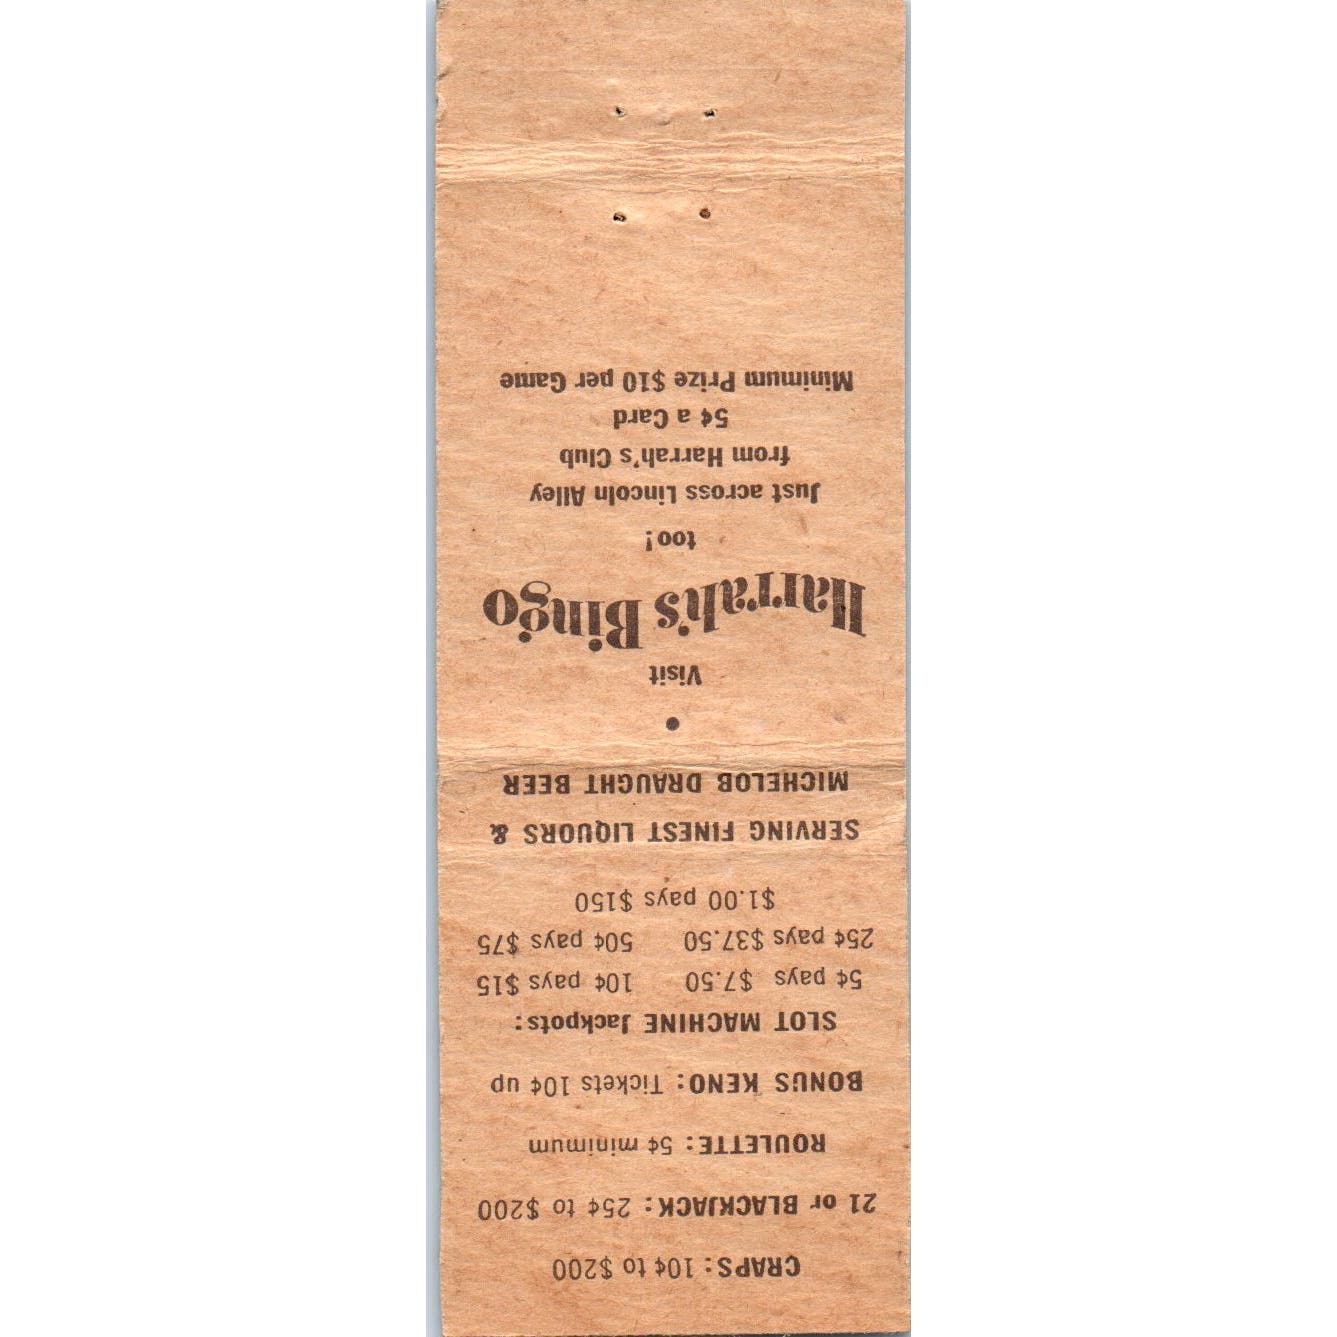 CRAPS: 10¢ to $200
21 or BLACKJACK: 25¢ to $200
ROULETTE: 5¢ minimum
BONUS KENO: Tickets 10¢ up
SLOT MACHINE Jackpots:
5¢ pays $7.50 10¢ pays $15
25¢ pays $37.50 50¢ pays $75
$1.00 pays $150
SERVING FINEST LIQUORS &
MICHELOB DRAUGHT BEER
•
Visit
Harrah's Bingo
too!
Just across Lincoln Alley
from Harrah's Club
5¢ a Card
Minimum Prize $10 per Game